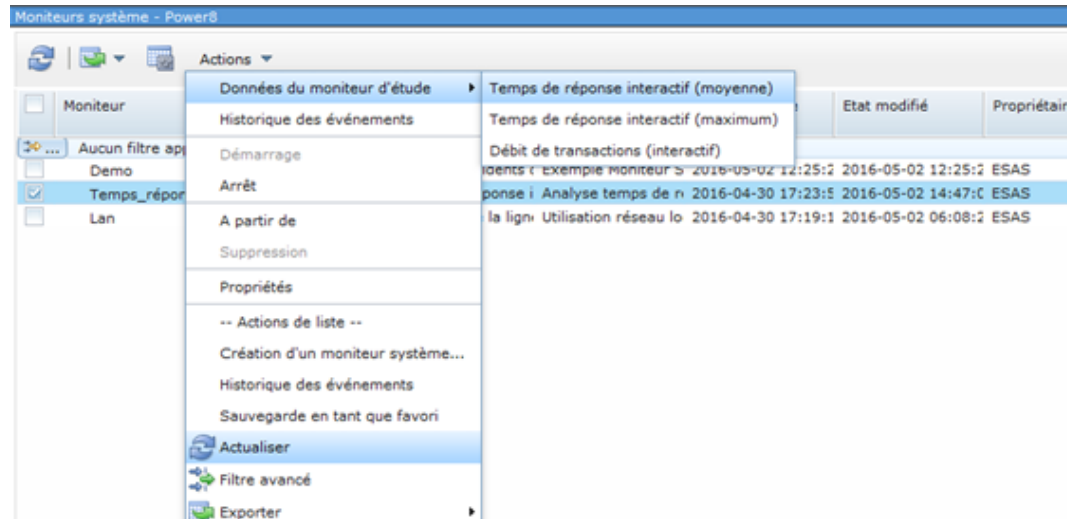 Moniteurs système - Power8
Actions
Données du moniteur d'étude
Temps de réponse interactif (moyenne)
Moniteur
Etat modifié
Propriétair
Historique des événements
Temps de réponse interactif (maximum)
... Aucun filtre app
Démarrage
Débit de transactions (interactif)
Demo
Exemple Moniteur S 2016-05-02 12:25:2 2016-05-02 12:25:2 ESAS
Arrêt
Temps_répor
ponse i Analyse temps de r 2016-04-30 17:23:5 2016-05-02 14:47:0 ESAS
Lan
A partir de
la lign Utilisation réseau lo 2016-04-30 17:19:1 2016-05-02 06:08:2 ESAS
Suppression
Propriétés
-- Actions de liste --
Création d'un moniteur système...
Historique des événements
Sauvegarde en tant que favori
Actualiser
Filtre avancé
Exporter